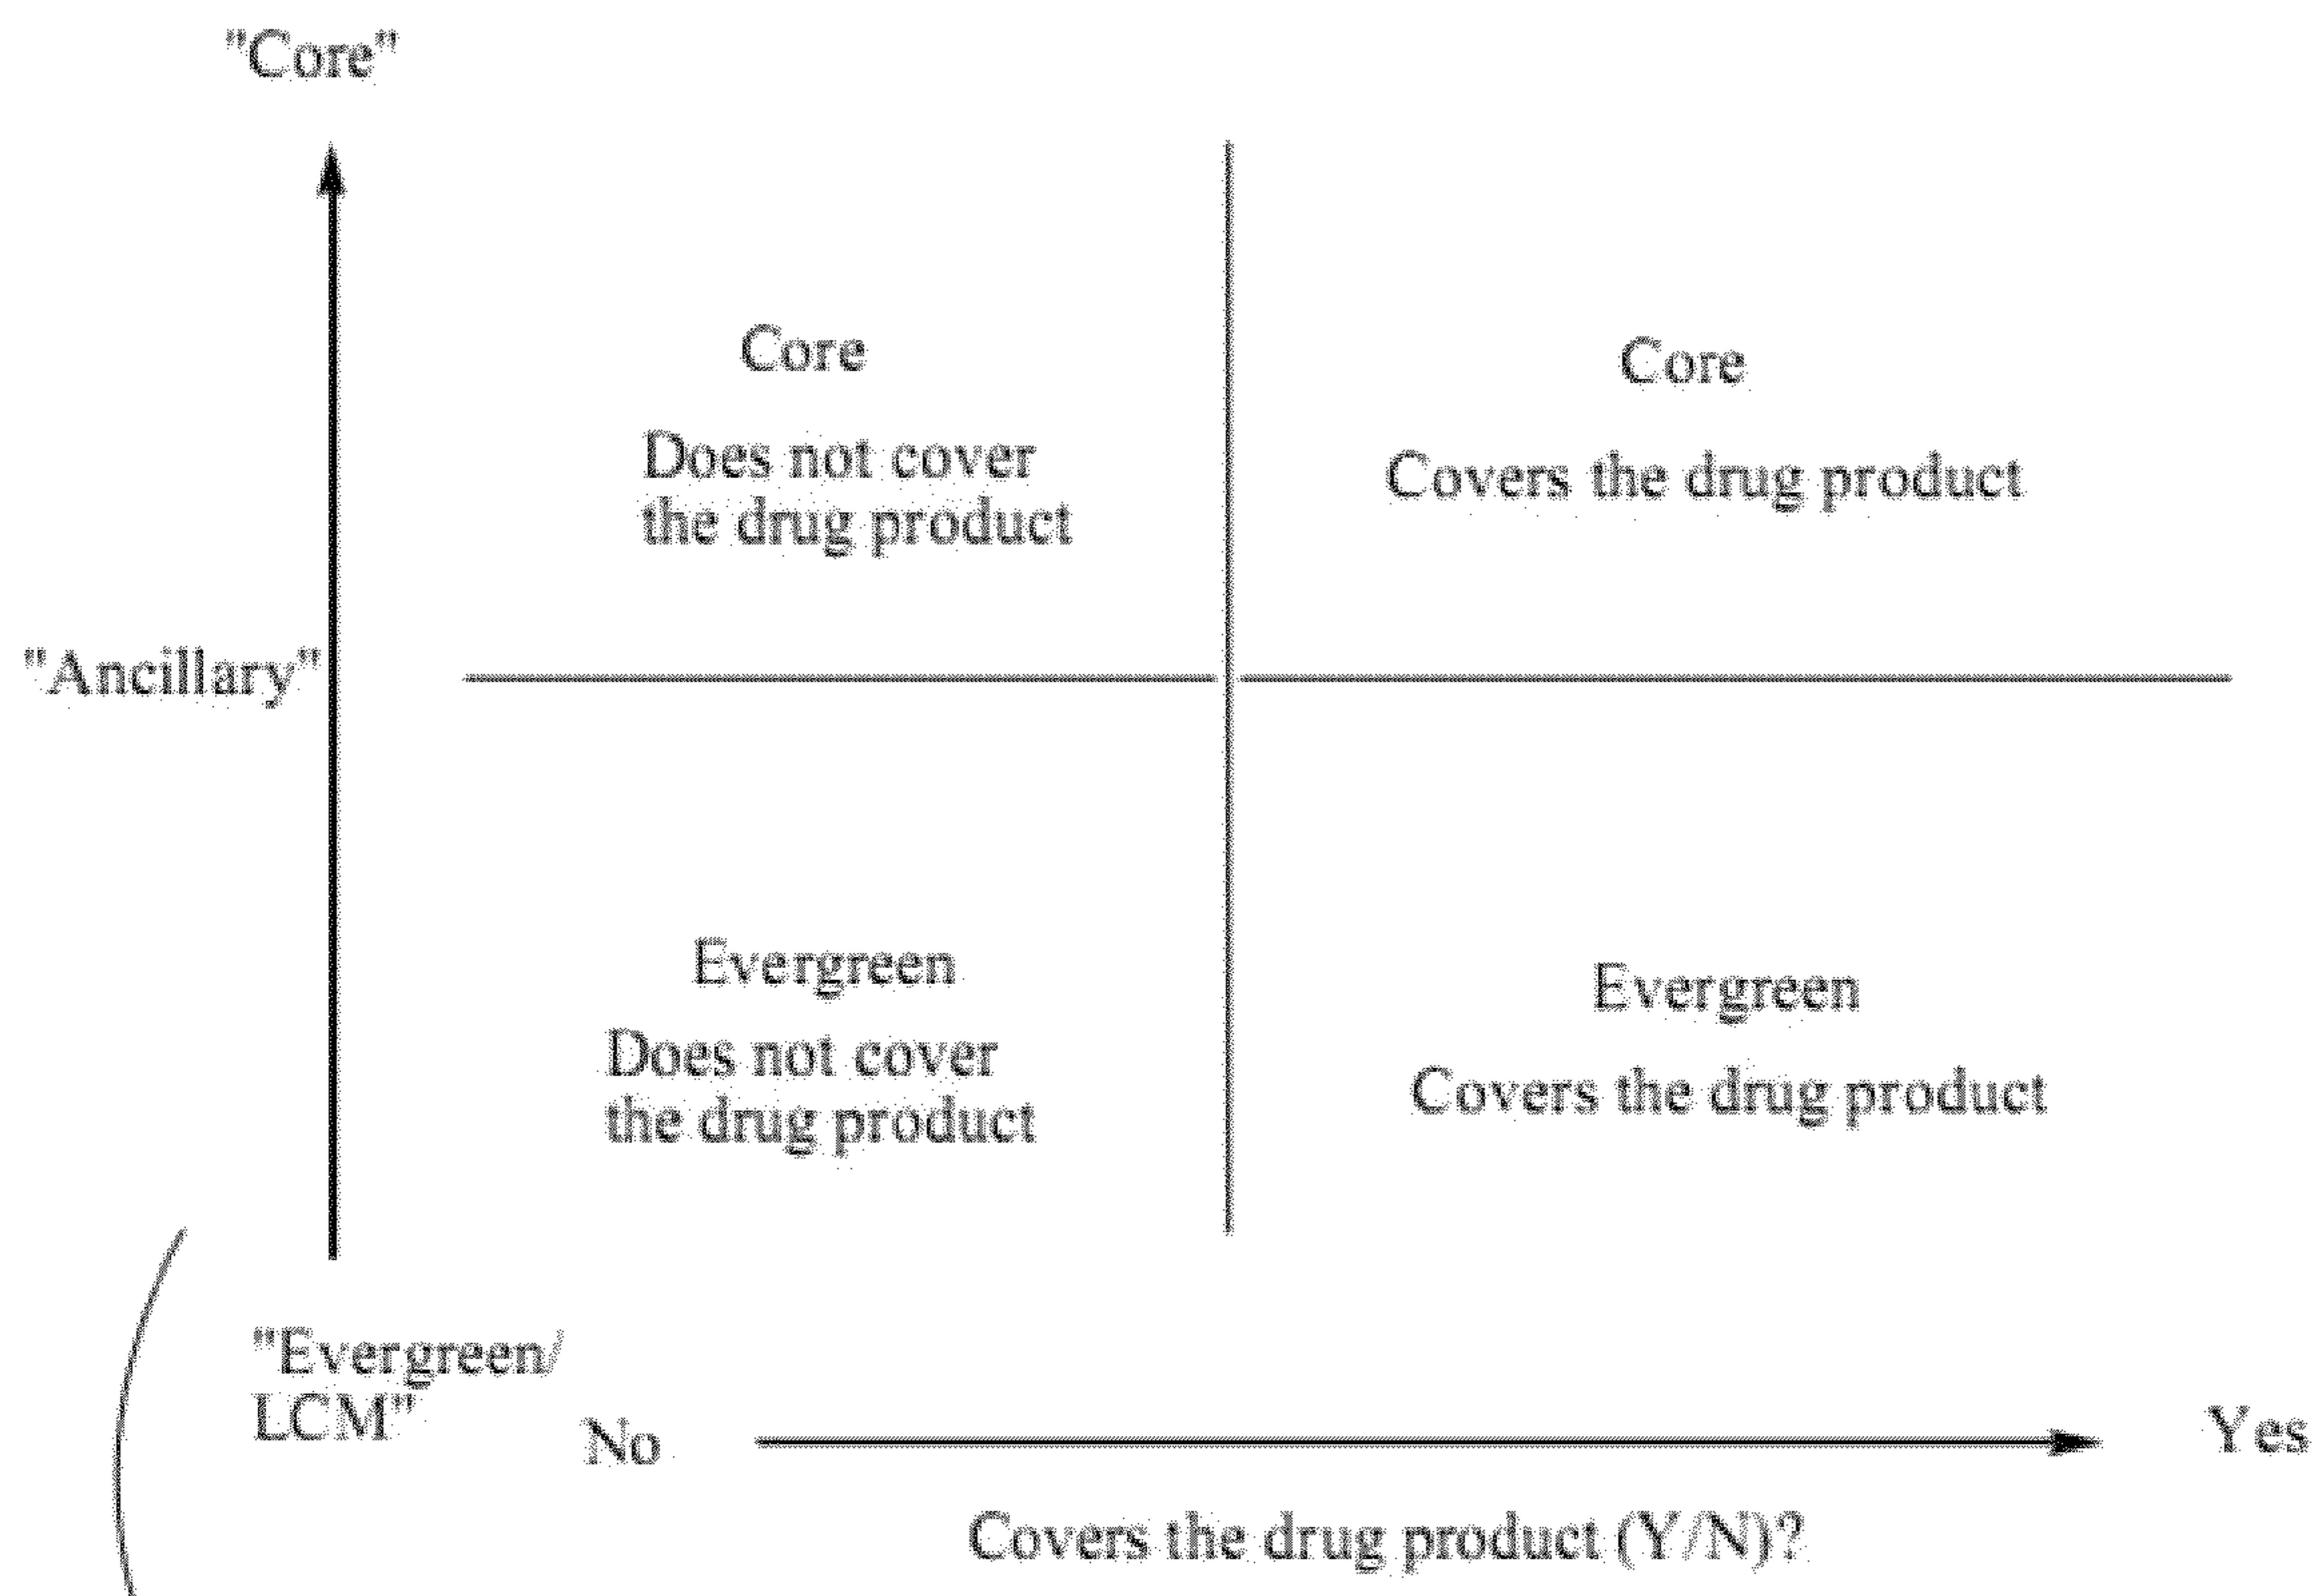 "Core"
Core
Core
Does not cover
the drug product
Covers the drug product
"Ancillary"
Evergreen
Does not cover
the drug product
Evergreen
Covers the drug product
"Evergreen/
LCM"
No
Yes
Covers the drug product (Y/N)?